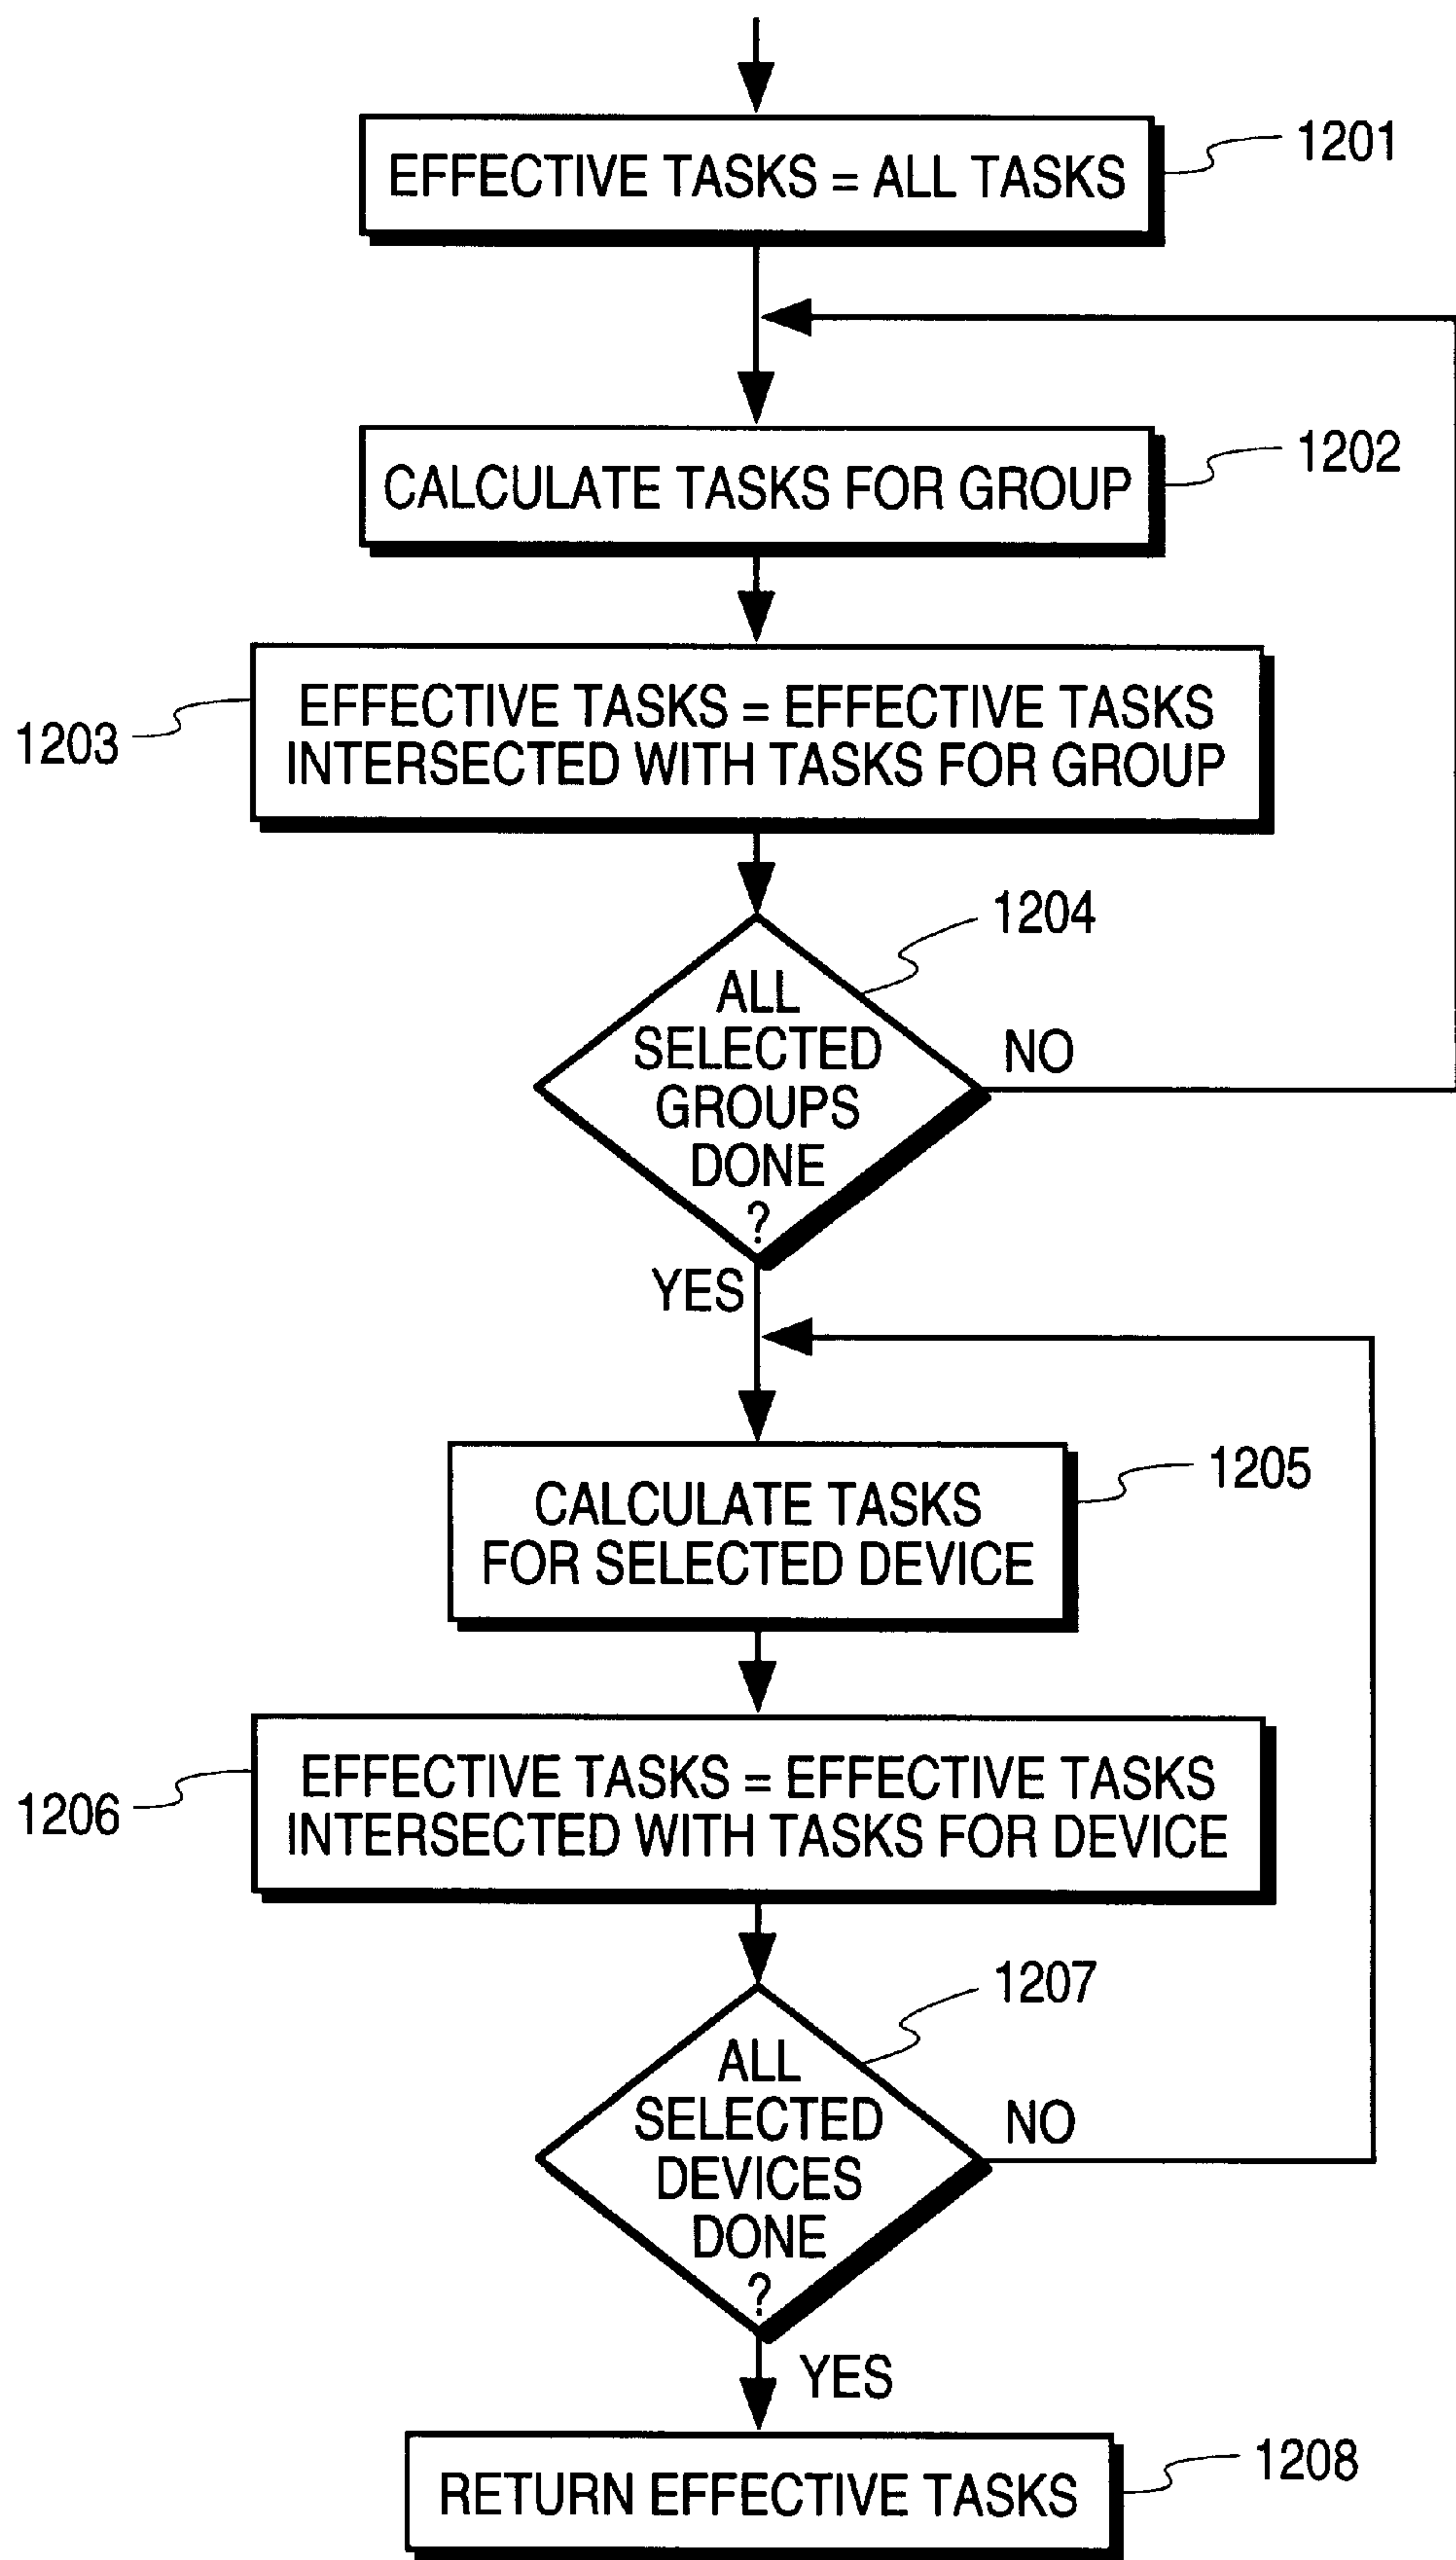 EFFECTIVE TASKS = ALL TASKS
1201
CALCULATE TASKS FOR GROUP
1202
EFFECTIVE TASKS = EFFECTIVE TASKS
INTERSECTED WITH TASKS FOR GROUP
1203
1204
ALL
SELECTED
GROUPS
DONE
?
NO
YES
CALCULATE TASKS
FOR SELECTED DEVICE
1205
EFFECTIVE TASKS = EFFECTIVE TASKS
INTERSECTED WITH TASKS FOR DEVICE
1206
1207
ALL
SELECTED
DEVICES
DONE
?
NO
YES
RETURN EFFECTIVE TASKS
1208